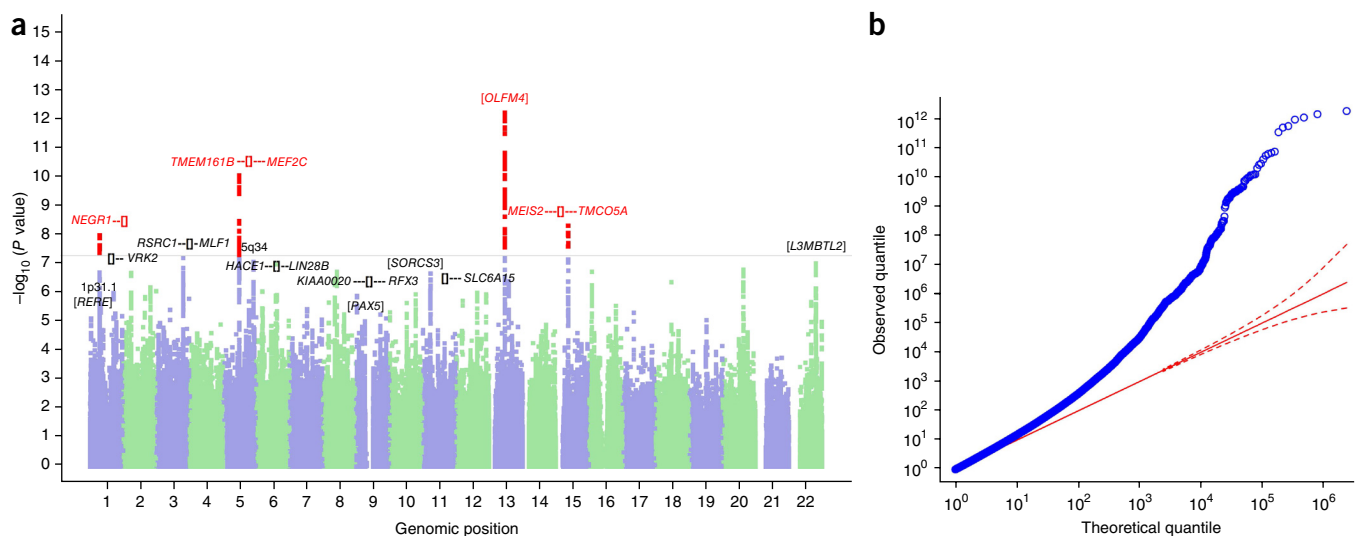 a
b
–log10 (P value)
15
14
13
12
11
10
9
8
7
6
5
4
3
2
1
0
[OLFM4]
TMEM161B--[]---MEF2C
NEGR1--[]
MEIS2---[]---TMCO5A
RSRC1--[]-MLF1
5q34
[L3MBTL2]
[]-- VRK2
HACE1--[]--LIN28B
[SORCS3]
1p31.1
KIAA0020 ---[]--- RFX3
[]---SLC6A15
[RERE]
[PAX5]
1 2 3 4 5 6 7 8 9 10 11 12 13 14 15 16 17 18 19 20 22
Genomic position
Observed quantile
10^12
10^11
10^10
10^9
10^8
10^7
10^6
10^5
10^4
10^3
10^2
10^1
10^0
10^0 10^1 10^2 10^3 10^4 10^5 10^6
Theoretical quantile